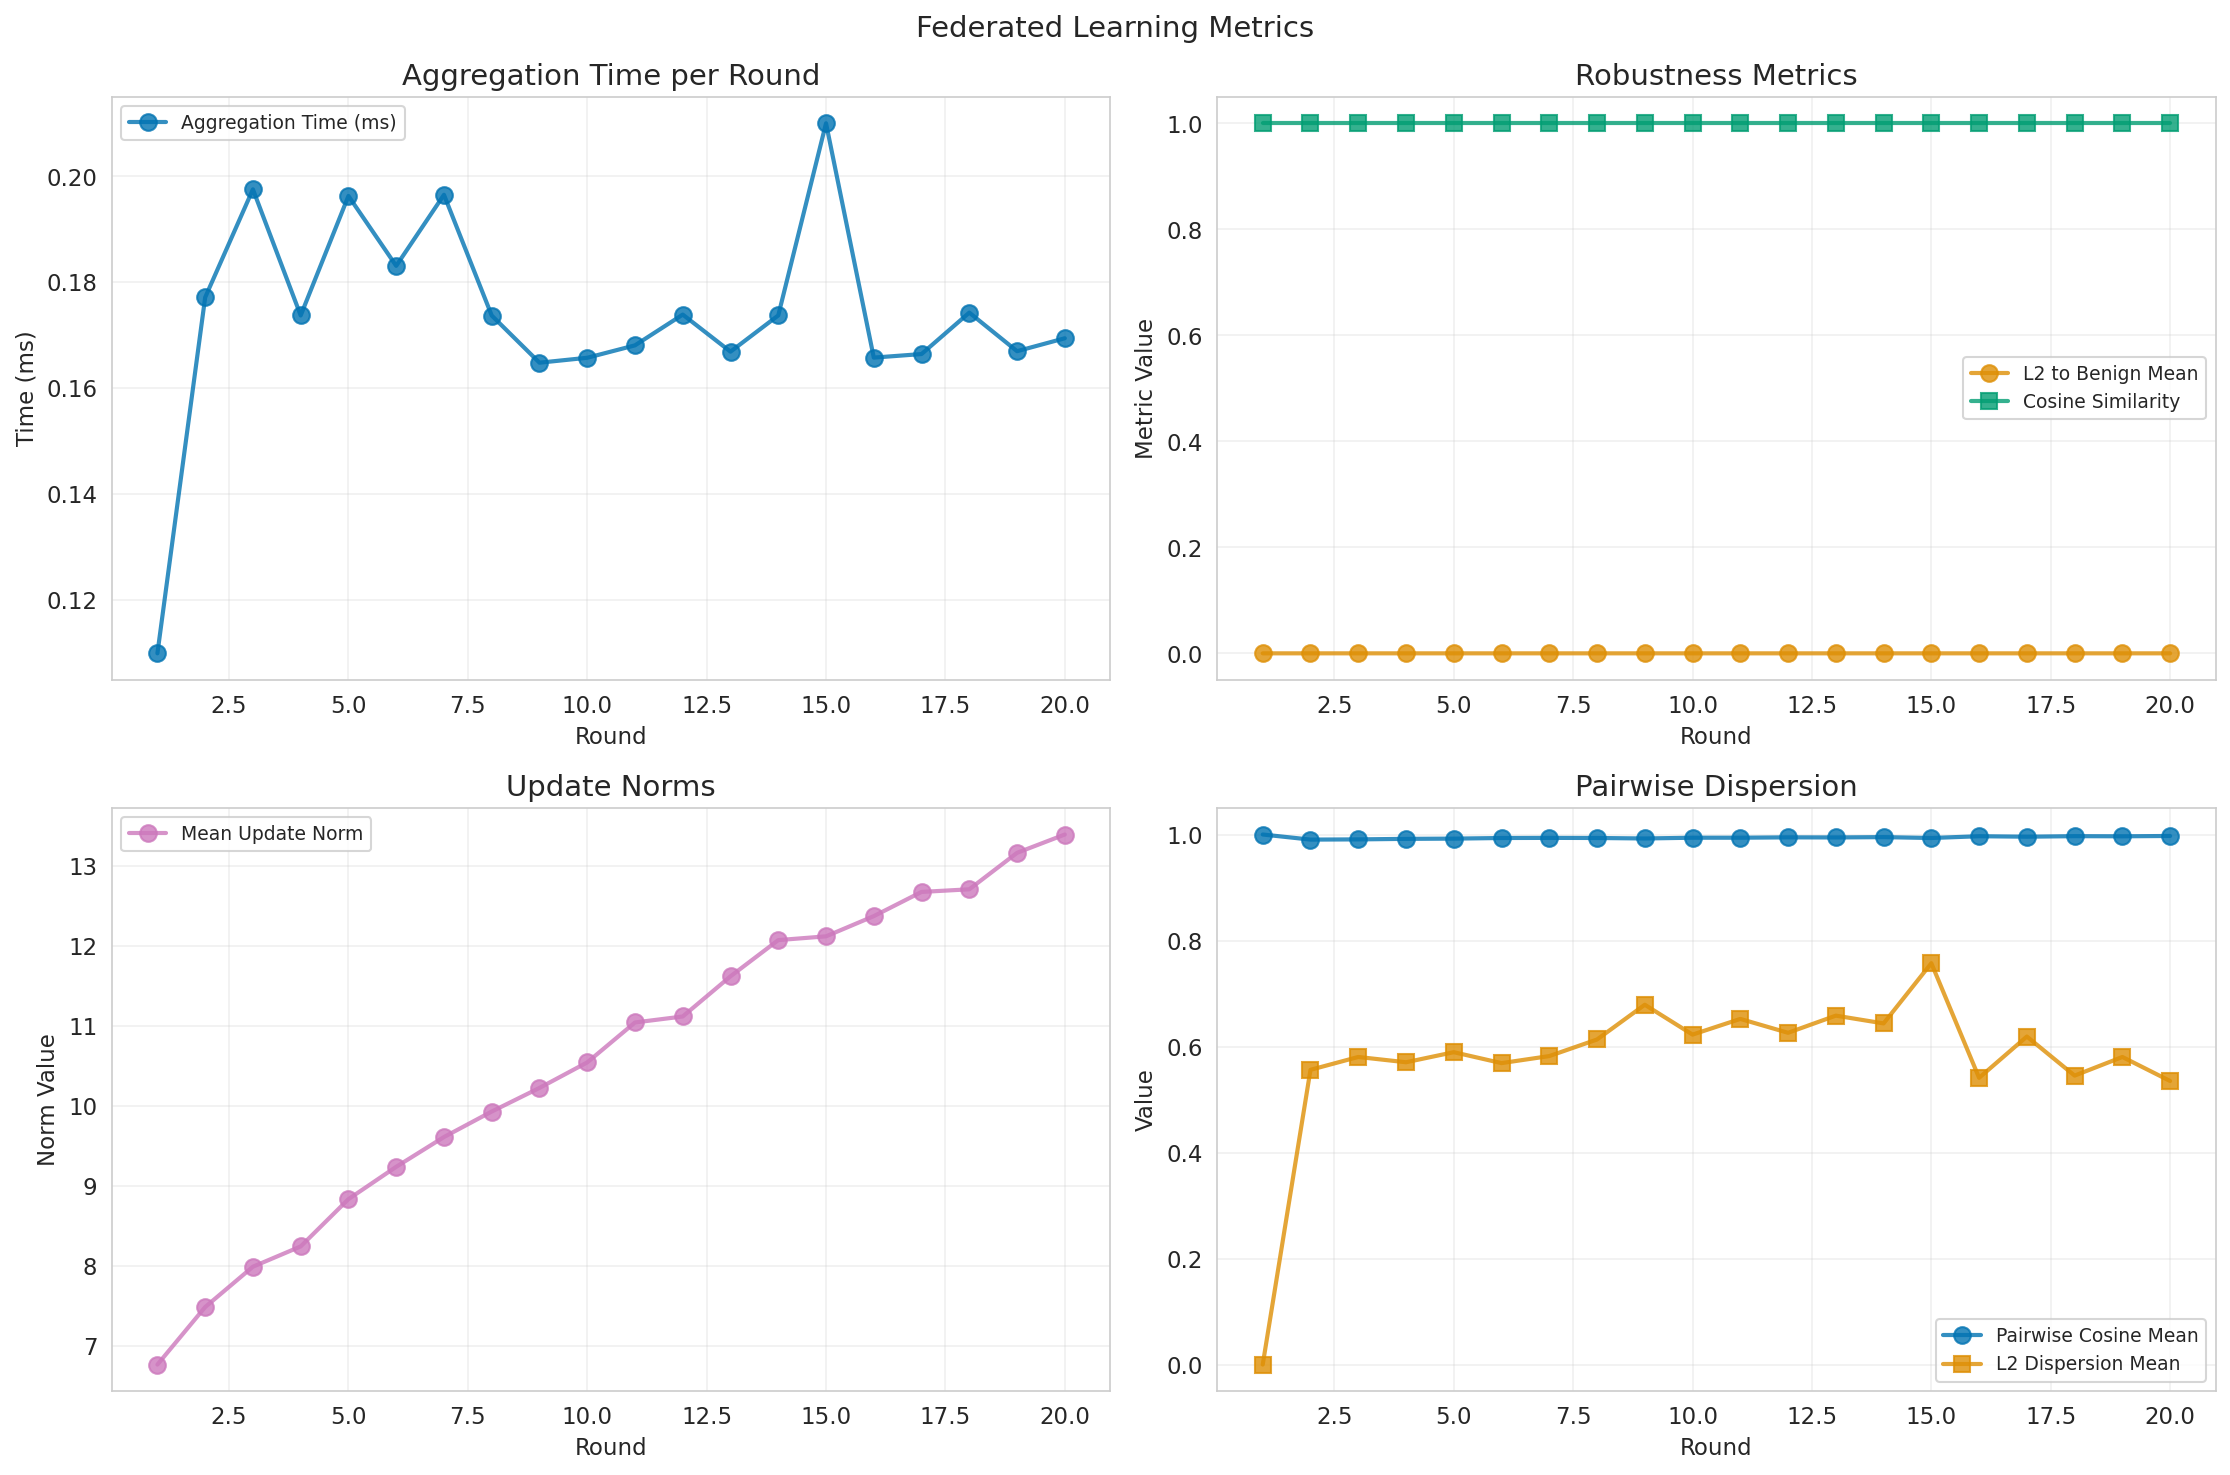 Federated Learning Metrics
Aggregation Time per Round
Aggregation Time (ms)
Time (ms)
0.20
0.18
0.16
0.14
0.12
2.5 5.0 7.5 10.0 12.5 15.0 17.5 20.0
Round
Robustness Metrics
Metric Value
1.0
0.8
0.6
0.4
0.2
0.0
L2 to Benign Mean
Cosine Similarity
2.5 5.0 7.5 10.0 12.5 15.0 17.5 20.0
Round
Update Norms
Mean Update Norm
Norm Value
13
12
11
10
9
8
7
2.5 5.0 7.5 10.0 12.5 15.0 17.5 20.0
Round
Pairwise Dispersion
Value
1.0
0.8
0.6
0.4
0.2
0.0
Pairwise Cosine Mean
L2 Dispersion Mean
2.5 5.0 7.5 10.0 12.5 15.0 17.5 20.0
Round